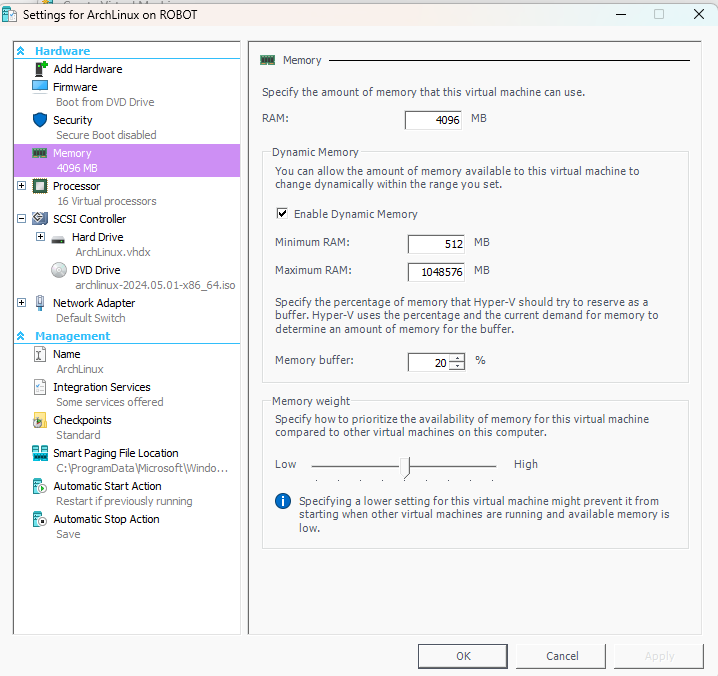 Settings for ArchLinux on ROBOT
Hardware
Add Hardware
Firmware
Boot from DVD Drive
Security
Secure Boot disabled
Memory
4096 MB
Processor
16 Virtual processors
SCSI Controller
Hard Drive
ArchLinux.vhdx
DVD Drive
archlinux-2024.05.01-x86_64.iso
Network Adapter
Default Switch
Management
Name
ArchLinux
Integration Services
Some services offered
Checkpoints
Standard
Smart Paging File Location
C:\ProgramData\Microsoft\Windo...
Automatic Start Action
Restart if previously running
Automatic Stop Action
Save
Memory
Specify the amount of memory that this virtual machine can use.
RAM: 4096 MB
Dynamic Memory
You can allow the amount of memory available to this virtual machine to
change dynamically within the range you set.
Enable Dynamic Memory
Minimum RAM: 512 MB
Maximum RAM: 1048576 MB
Specify the percentage of memory that Hyper-V should try to reserve as a
buffer. Hyper-V uses the percentage and the current demand for memory to
determine an amount of memory for the buffer.
Memory buffer: 20 %
Memory weight
Specify how to prioritize the availability of memory for this virtual machine
compared to other virtual machines on this computer.
Low High
Specifying a lower setting for this virtual machine might prevent it from
starting when other virtual machines are running and available memory is
low.
OK Cancel Apply